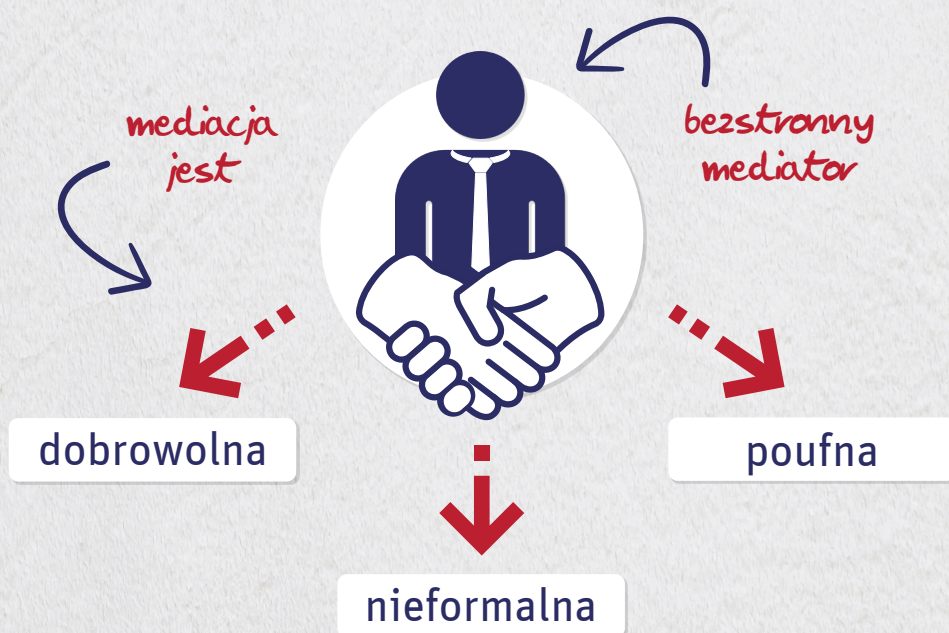 mediacja
jest
bezstronny
mediator
dobrowolna
poufna
nieformalna